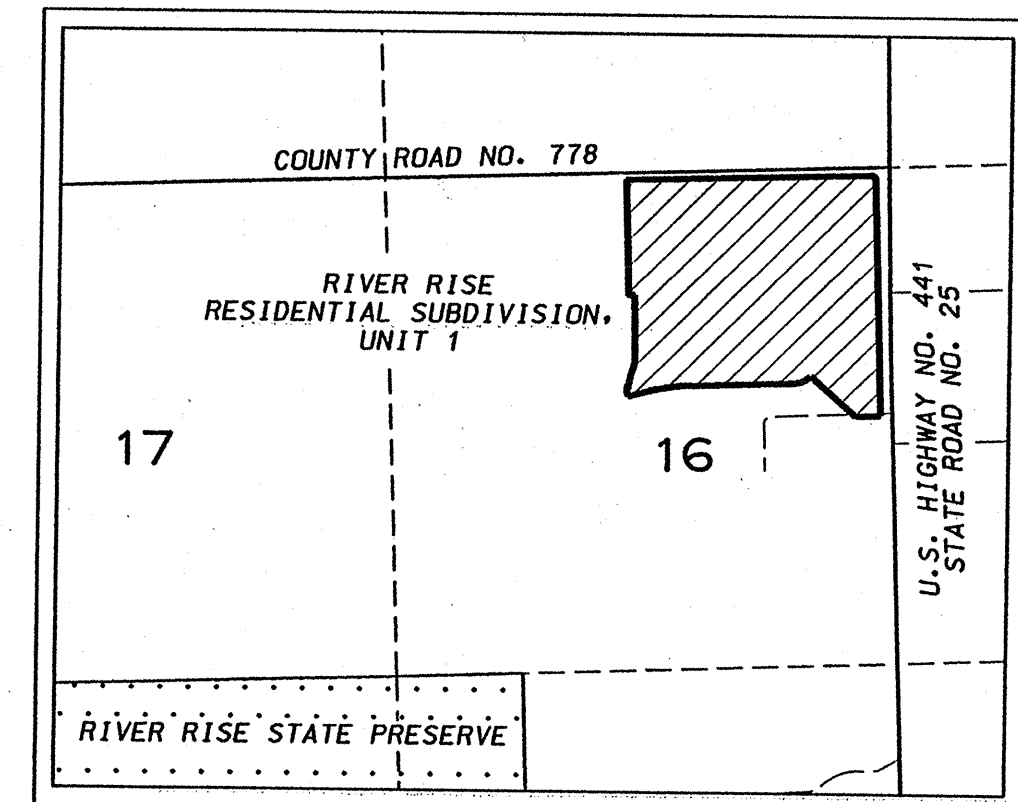 COUNTY ROAD NO. 778
RIVER RISE
RESIDENTIAL SUBDIVISION,
UNIT 1
17
16
U.S. HIGHWAY NO. 441
STATE ROAD NO. 25
RIVER RISE STATE PRESERVE